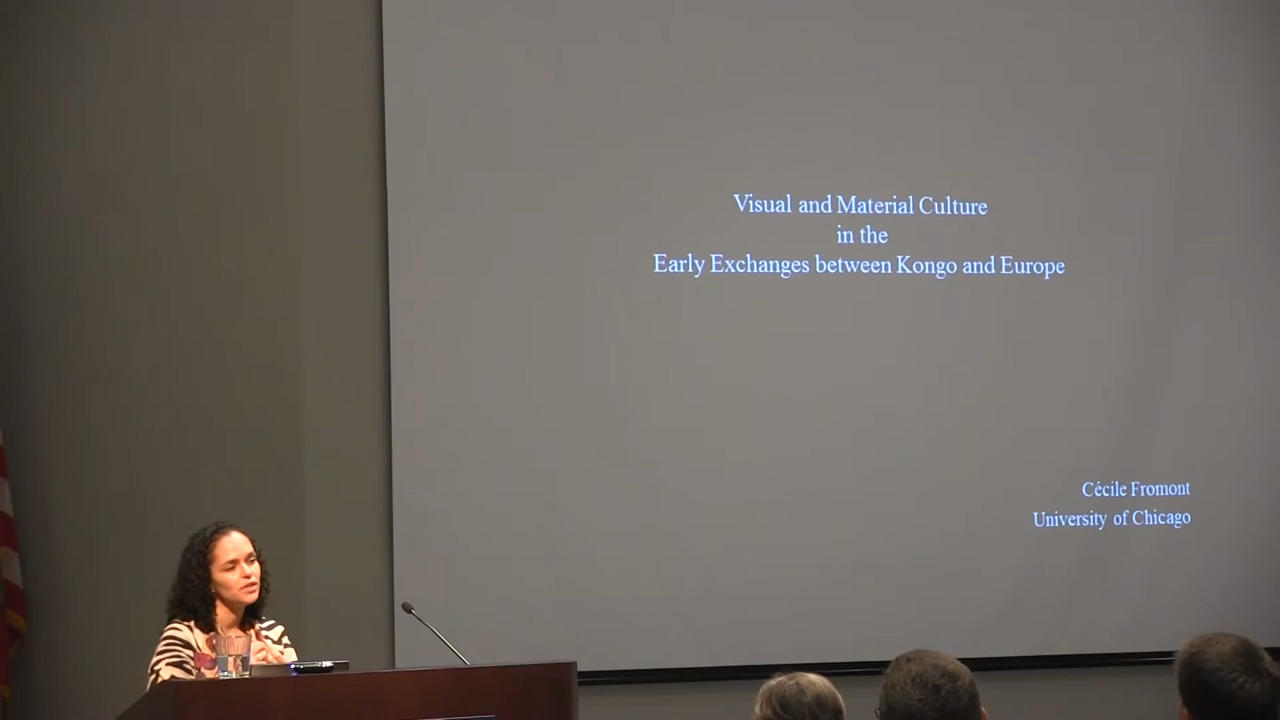 Visual and Material Culture
in the
Early Exchanges between Kongo and Europe
Cécile Fromont
University of Chicago